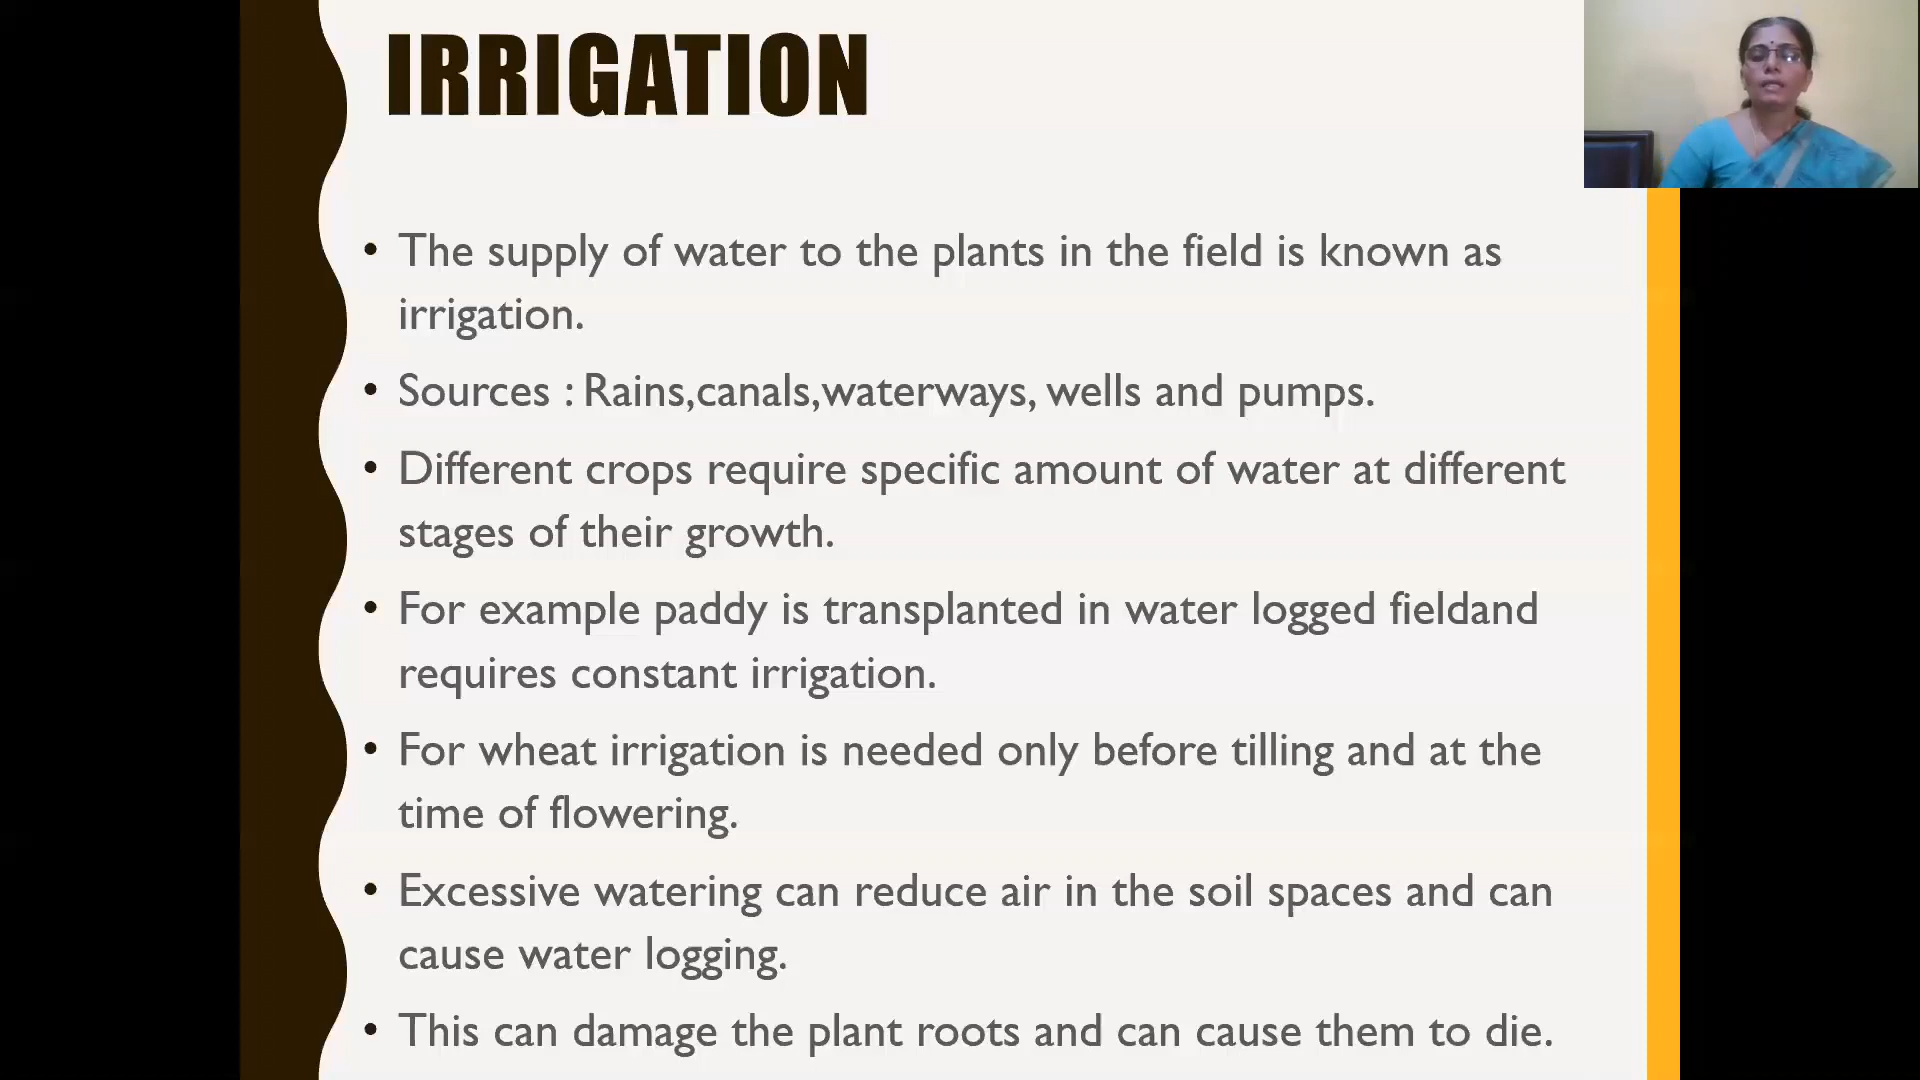 IRRIGATION
• The supply of water to the plants in the field is known as
irrigation.
• Sources : Rains,canals,waterways, wells and pumps.
• Different crops require specific amount of water at different
stages of their growth.
• For example paddy is transplanted in water logged fieldand
requires constant irrigation.
• For wheat irrigation is needed only before tilling and at the
time of flowering.
• Excessive watering can reduce air in the soil spaces and can
cause water logging.
• This can damage the plant roots and can cause them to die.